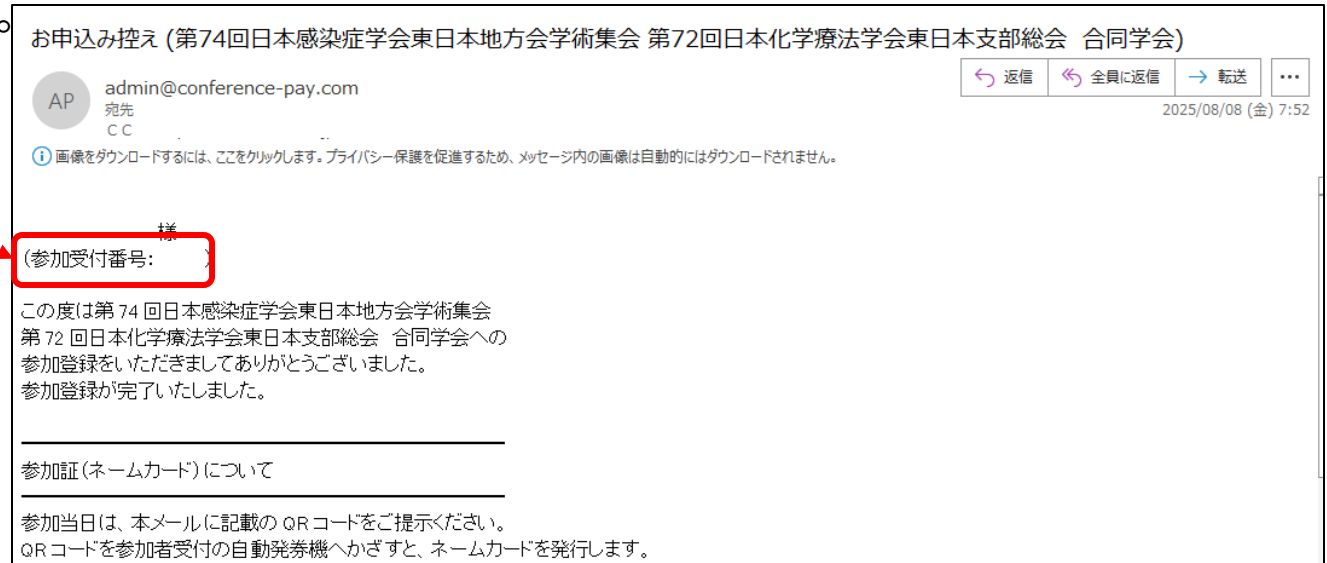 お申込み控え (第74回日本感染症学会東日本地方会学術集会 第72回日本化学療法学会東日本支部総会　合同学会)
返信
全員に返信
転送
AP
admin@conference-pay.com
宛先
CC
2025/08/08 (金) 7:52
画像をダウンロードするには、ここをクリックします。プライバシー保護を促進するため、メッセージ内の画像は自動的にはダウンロードされません。
様
(参加受付番号:　　)
この度は第 74 回日本感染症学会東日本地方会学術集会
第 72 回日本化学療法学会東日本支部総会　合同学会への
参加登録をいただきましてありがとうございました。
参加登録が完了いたしました。
参加証(ネームカード)について
参加当日は、本メールに記載の QR コードをご提示ください。
QR コードを参加者受付の自動発券機へかざすと、ネームカードを発行します。